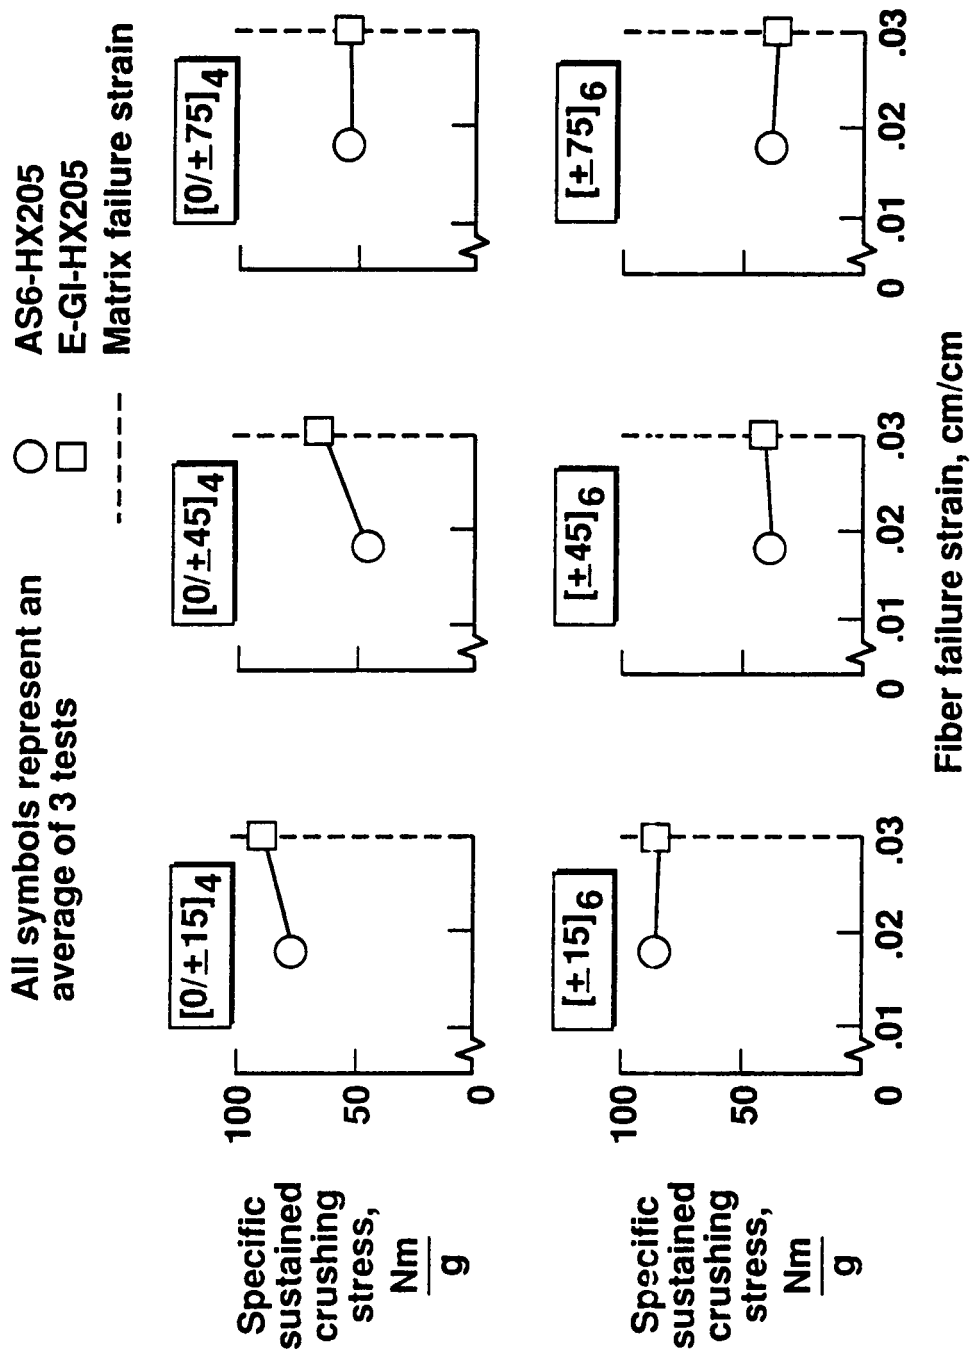 All symbols represent an
average of 3 tests
AS6-HX205
E-Gl-HX205
Matrix failure strain
Specific
sustained
crushing
stress,
Nm
g
100
50
0
[0/±15]4
[0/±45]4
[0/±75]4
Specific
sustained
crushing
stress,
Nm
g
100
50
0 .01 .02 .03
[±15]6
0 .01 .02 .03
[±45]6
0 .01 .02 .03
[±75]6
Fiber failure strain, cm/cm